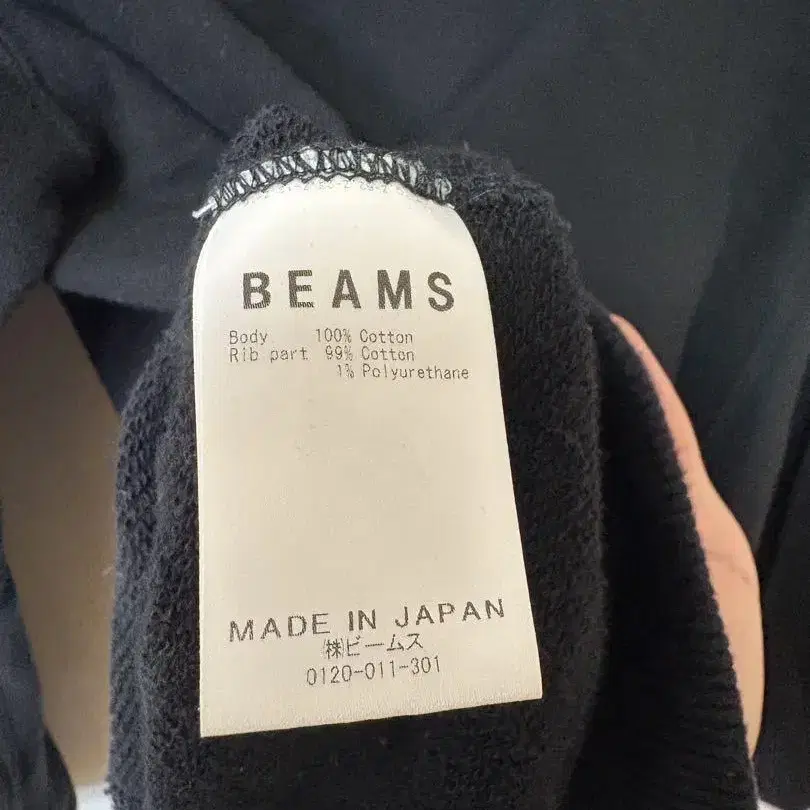 BEAMS
Body 100% Cotton
Rib part 99% Cotton
1% Polyurethane
MADE IN JAPAN
(株)ビームス
0120-011-301